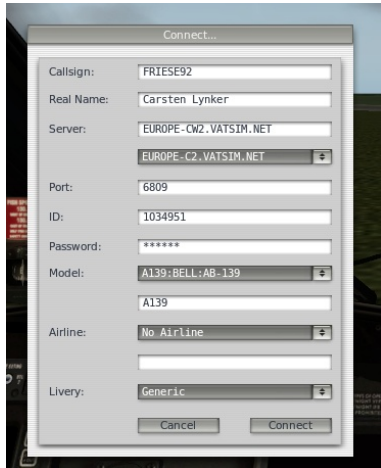 Connect...
Callsign: FRIESE92
Real Name: Carsten Lynker
Server: EUROPE-CW2.VATSIM.NET
EUROPE-C2.VATSIM.NET
Port: 6809
ID: 1034951
Password: ******
Model: A139:BELL:AB-139
A139
Airline: No Airline
Livery: Generic
Cancel Connect